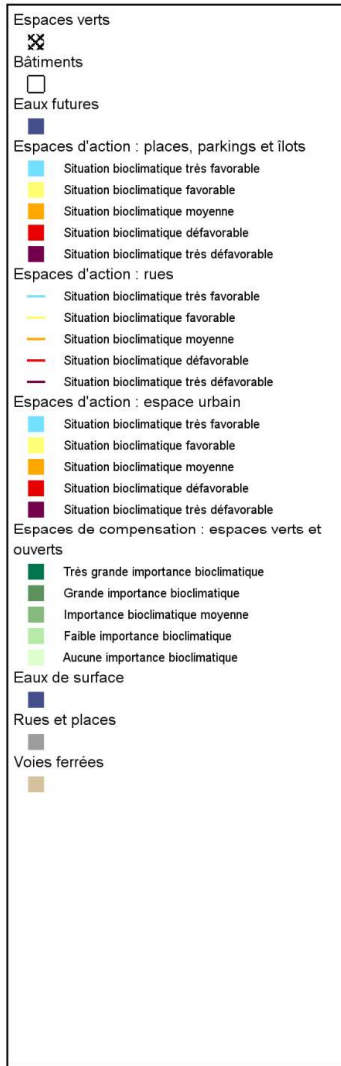 Espaces verts
Bâtiments
Eaux futures
Espaces d'action : places, parkings et îlots
Situation bioclimatique très favorable
Situation bioclimatique favorable
Situation bioclimatique moyenne
Situation bioclimatique défavorable
Situation bioclimatique très défavorable
Espaces d'action : rues
Situation bioclimatique très favorable
Situation bioclimatique favorable
Situation bioclimatique moyenne
Situation bioclimatique défavorable
Situation bioclimatique très défavorable
Espaces d'action : espace urbain
Situation bioclimatique très favorable
Situation bioclimatique favorable
Situation bioclimatique moyenne
Situation bioclimatique défavorable
Situation bioclimatique très défavorable
Espaces de compensation : espaces verts et
ouverts
Très grande importance bioclimatique
Grande importance bioclimatique
Importance bioclimatique moyenne
Faible importance bioclimatique
Aucune importance bioclimatique
Eaux de surface
Rues et places
Voies ferrées